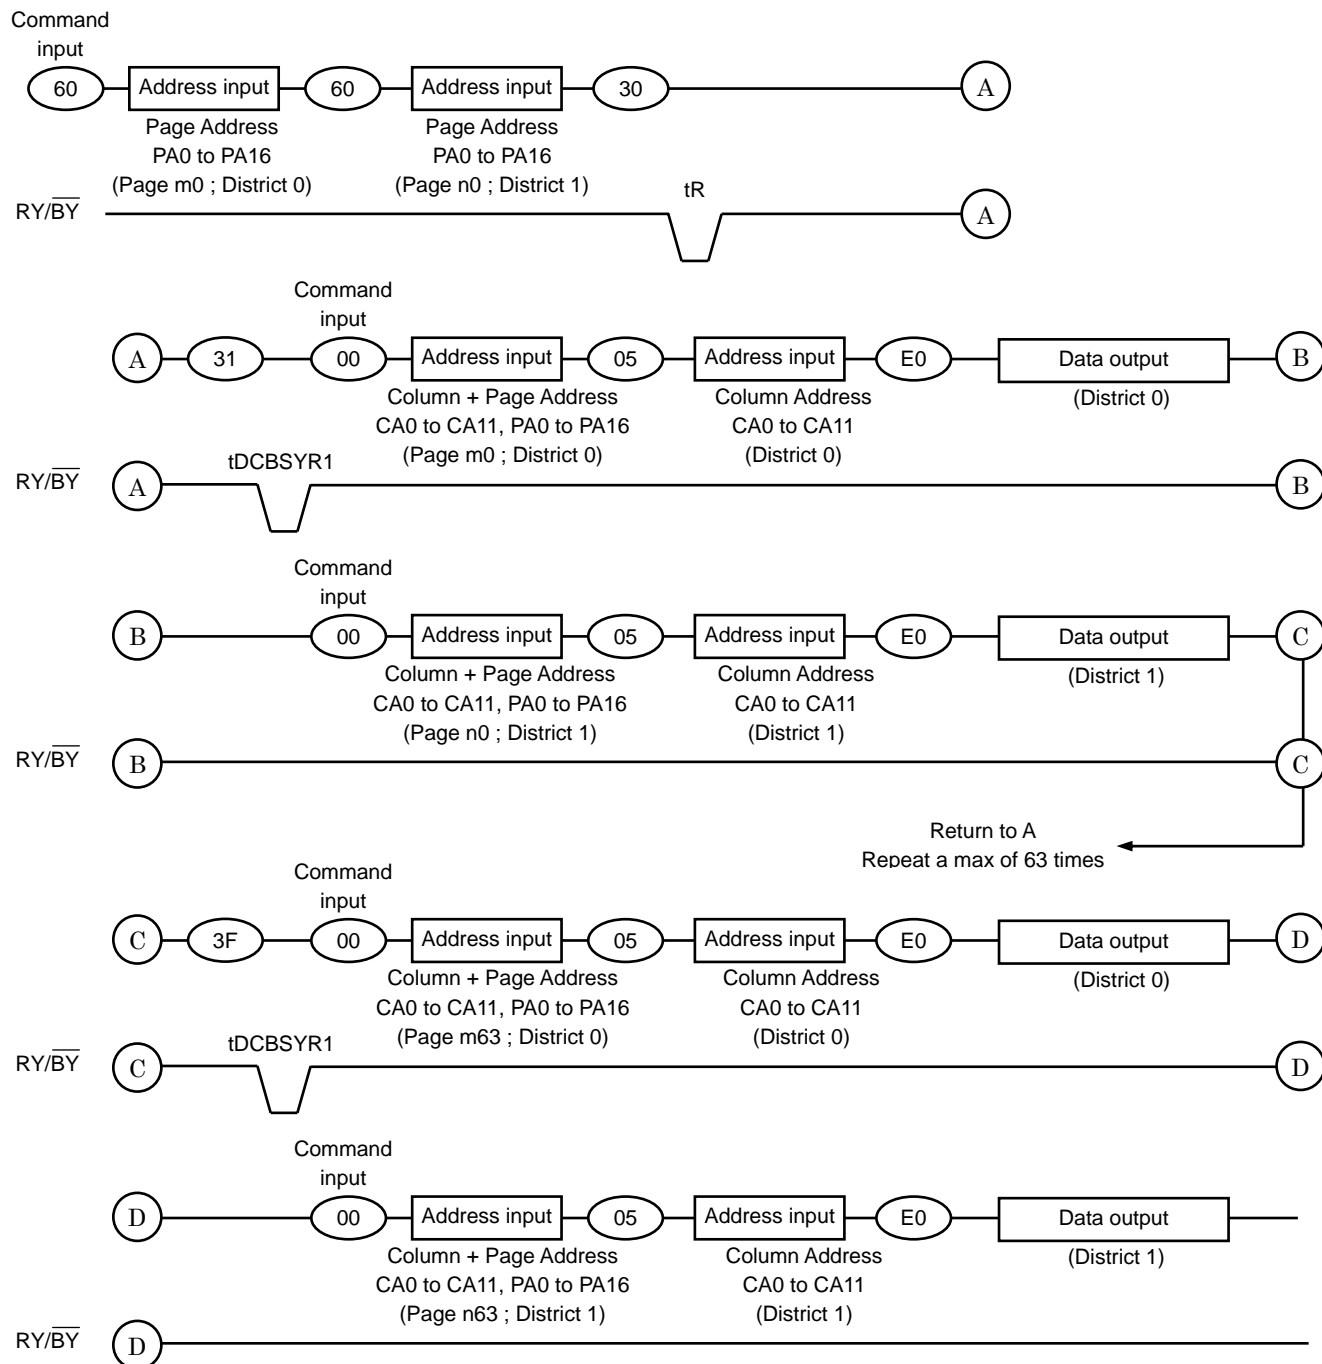 Command
input
60 Address input 60 Address input 30 A
Page Address Page Address
PA0 to PA16 PA0 to PA16
(Page m0 ; District 0) (Page n0 ; District 1)
tR
RY/BY A
Command
input
A 31 00 Address input 05 Address input E0 Data output B
Column + Page Address Column Address (District 0)
CA0 to CA11, PA0 to PA16 CA0 to CA11
(Page m0 ; District 0) (District 0)
tDCBSYR1
RY/BY A B
Command
input
B 00 Address input 05 Address input E0 Data output C
Column + Page Address Column Address (District 1)
CA0 to CA11, PA0 to PA16 CA0 to CA11
(Page n0 ; District 1) (District 1)
RY/BY B C
Return to A
Repeat a max of 63 times
Command
input
C 3F 00 Address input 05 Address input E0 Data output D
Column + Page Address Column Address (District 0)
CA0 to CA11, PA0 to PA16 CA0 to CA11
(Page m63 ; District 0) (District 0)
tDCBSYR1
RY/BY C D
Command
input
D 00 Address input 05 Address input E0 Data output
Column + Page Address Column Address (District 1)
CA0 to CA11, PA0 to PA16 CA0 to CA11
(Page n63 ; District 1) (District 1)
RY/BY D